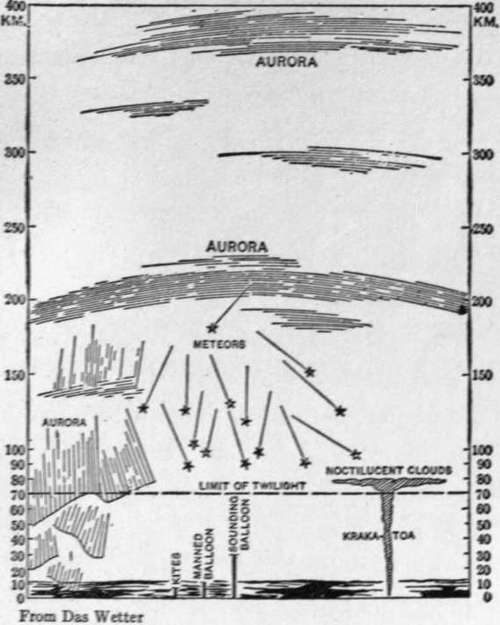 400 400
KM. KM.
AURORA
350 350
300 300
250 250
AURORA
200 200
METEORS
150 150
AURORA
100 100
90 90
NOCTILUCENT CLOUDS
80 80
LIMIT OF TWILIGHT
70 70
60 60
50 50
KITES
MANNED
BALLOON
SOUNDING
BALLOON
KRAKA-TOA
40 40
30 30
20 20
10 10
0 0
From Das Wetter